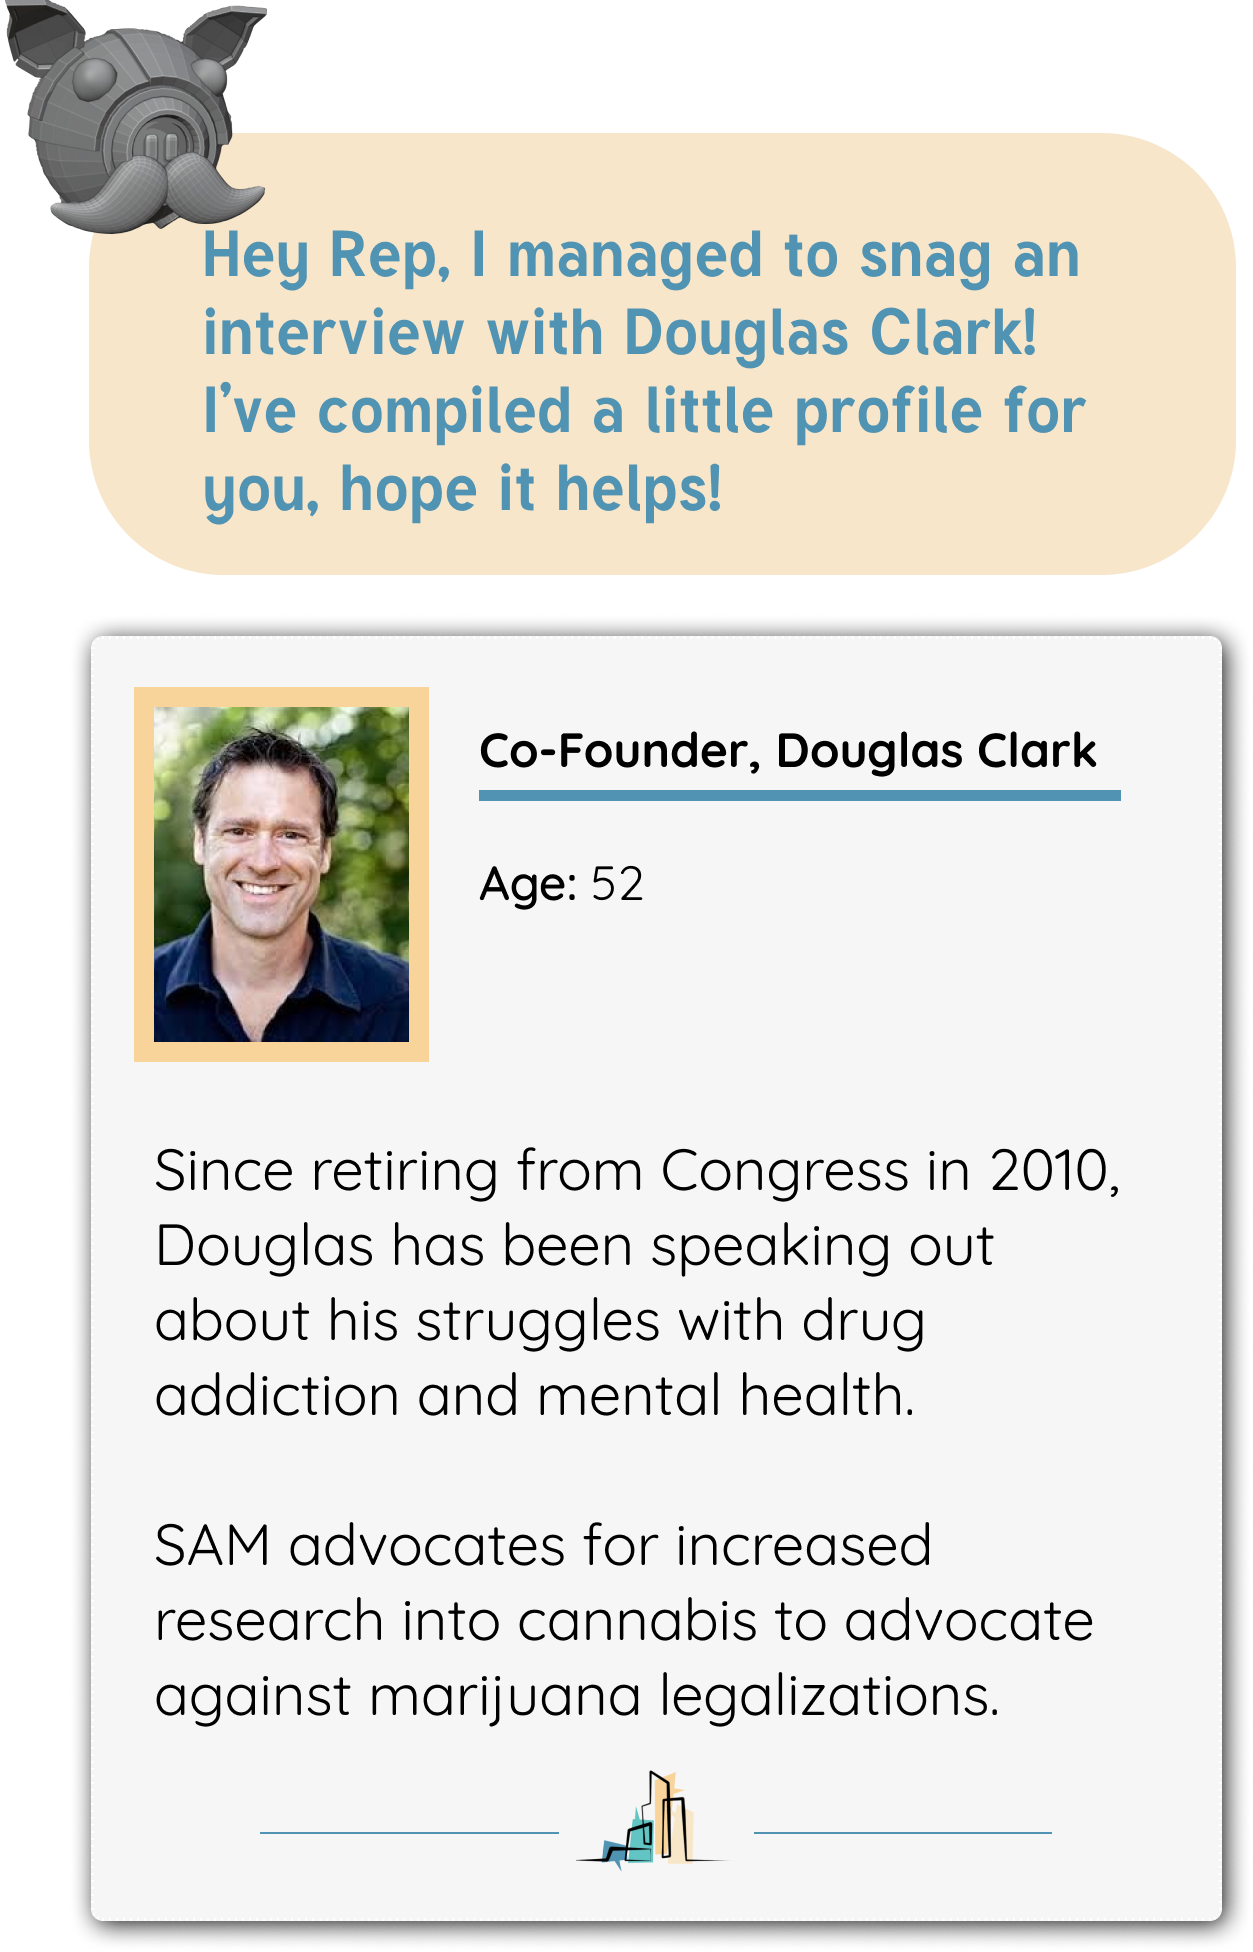 Hey Rep, I managed to snag an
interview with Douglas Clark!
I've compiled a little profile for
you, hope it helps!
Co-Founder, Douglas Clark
Age: 52
Since retiring from Congress in 2010,
Douglas has been speaking out
about his struggles with drug
addiction and mental health.
SAM advocates for increased
research into cannabis to advocate
against marijuana legalizations.